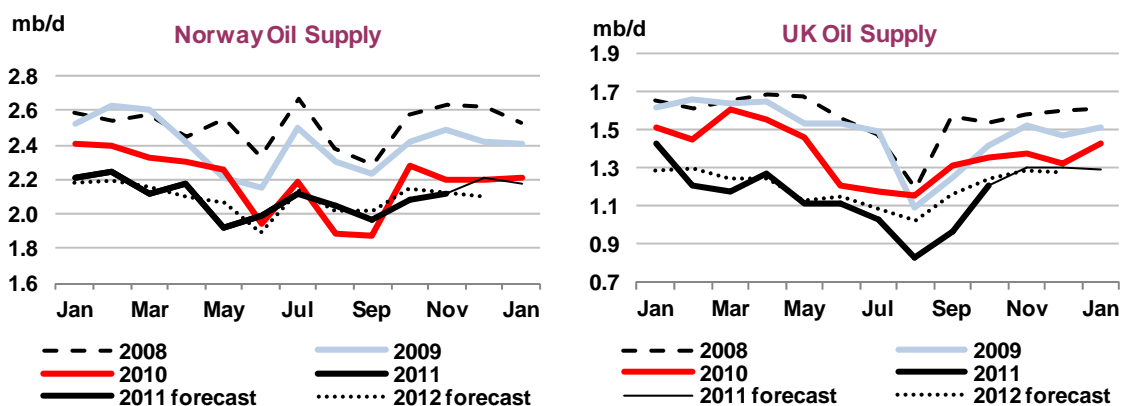 mb/d
Norway Oil Supply
2.8
2.6
2.4
2.2
2.0
1.8
1.6
Jan Mar May Jul Sep Nov Jan
2008 2009
2010 2011
2011 forecast 2012 forecast
mb/d
UK Oil Supply
1.9
1.7
1.5
1.3
1.1
0.9
0.7
Jan Mar May Jul Sep Nov Jan
2008 2009
2010 2011
2011 forecast 2012 forecast